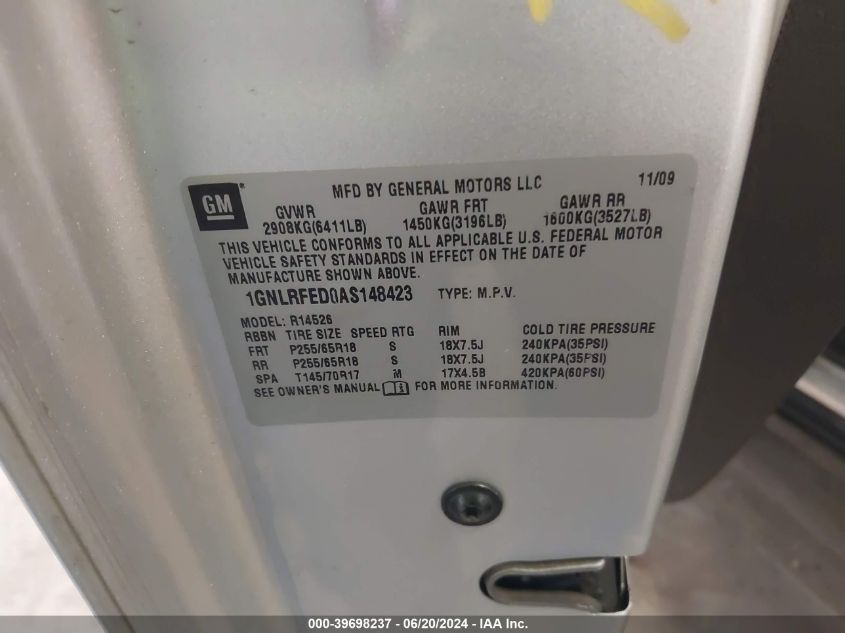 GM
MFD BY GENERAL MOTORS LLC 11/09
GVWR GAWR FRT GAWR RR
2908KG(6411LB) 1450KG(3196LB) 1600KG(3527LB)
THIS VEHICLE CONFORMS TO ALL APPLICABLE U.S. FEDERAL MOTOR
VEHICLE SAFETY STANDARDS IN EFFECT ON THE DATE OF
MANUFACTURE SHOWN ABOVE.
1GNLRFED0AS148423 TYPE: M.P.V.
MODEL: R14526
RBBN TIRE SIZE SPEED RTG RIM COLD TIRE PRESSURE
FRT P255/65R18 S 18X7.5J 240KPA(35PSI)
RR P255/65R18 S 18X7.5J 240KPA(35PSI)
SPA T145/70R17 M 17X4.5B 420KPA(60PSI)
SEE OWNER'S MANUAL FOR MORE INFORMATION.
000-39698237 - 06/20/2024 - IAA Inc.